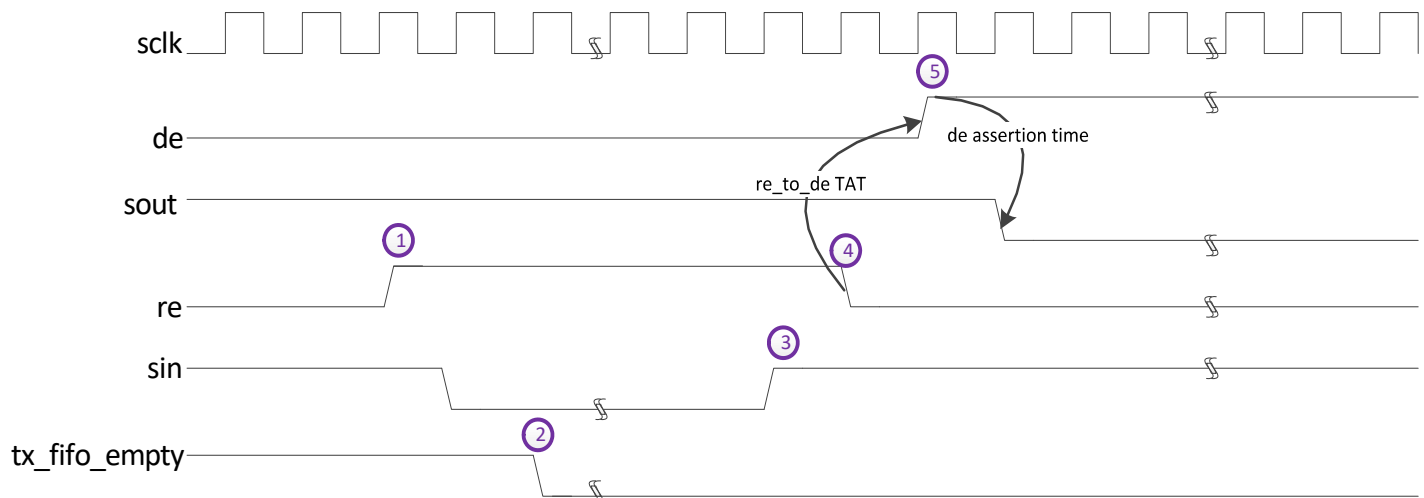 sclk
5
de
de assertion time
re_to_de TAT
sout
1
4
re
3
sin
2
tx_fifo_empty